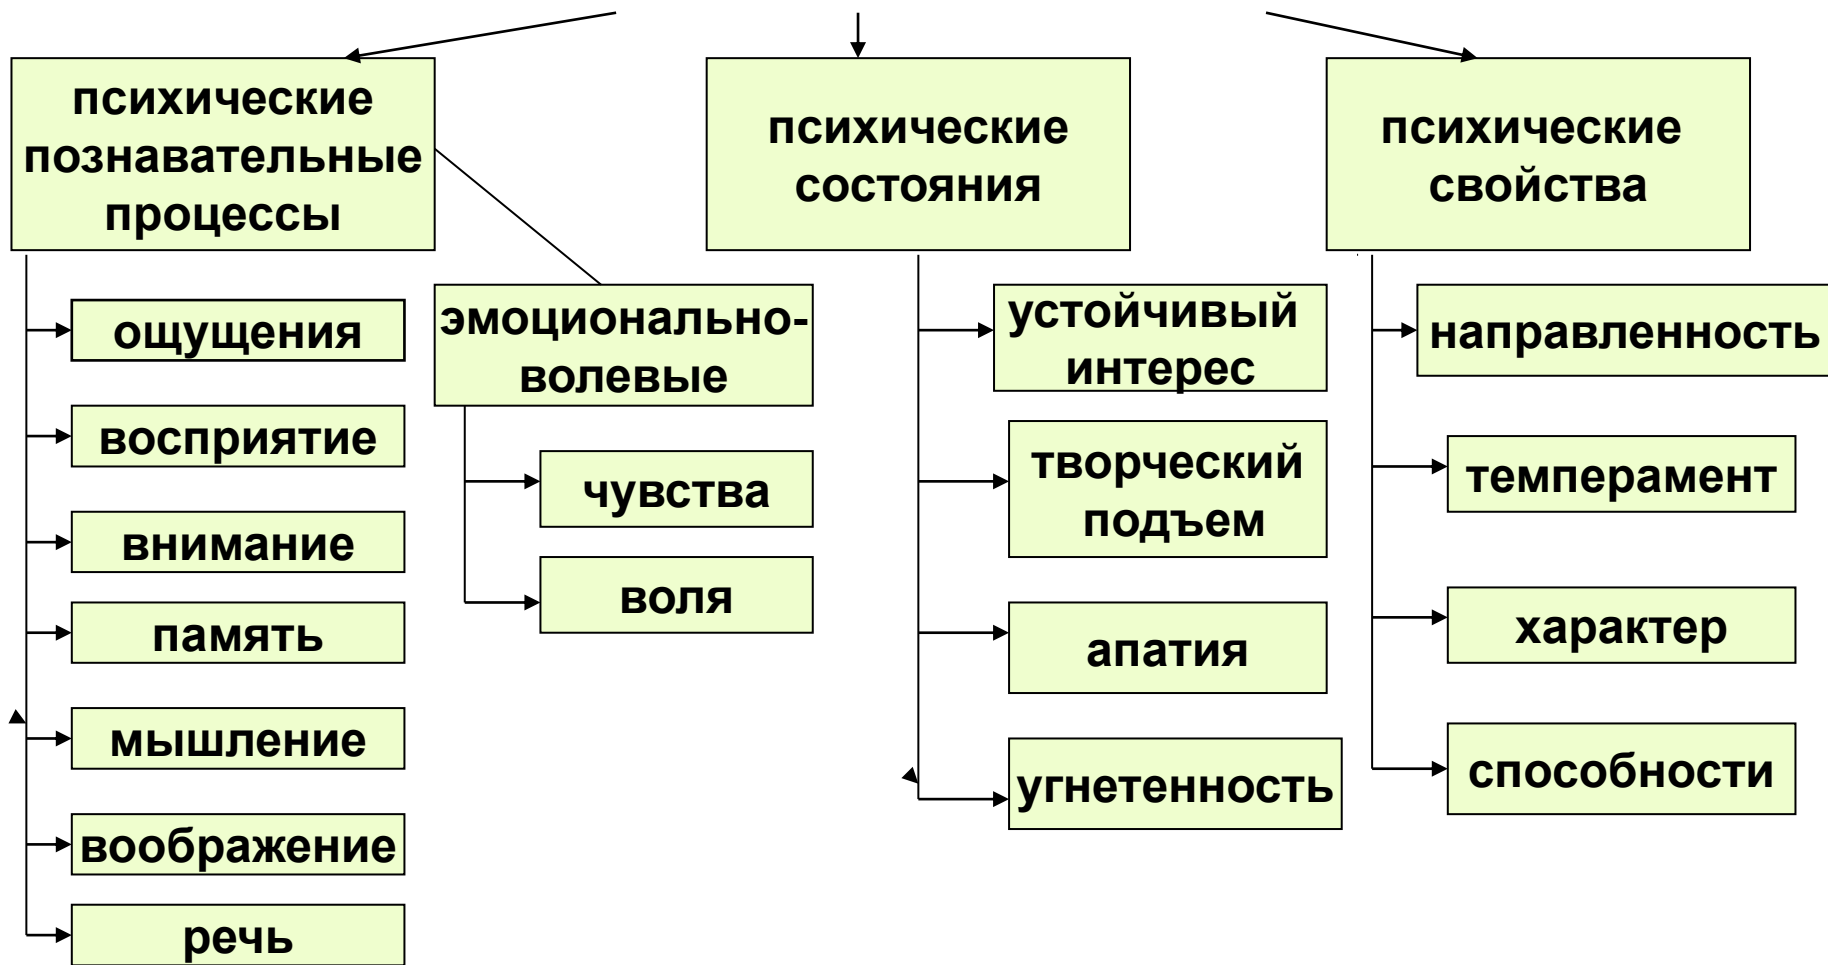 психические
познавательные
процессы
ощущения
восприятие
внимание
память
мышление
воображение
речь
эмоционально-
волевые
чувства
воля
психические
состояния
устойчивый
интерес
творческий
подъем
апатия
угнетенность
психические
свойства
направленность
темперамент
характер
способности